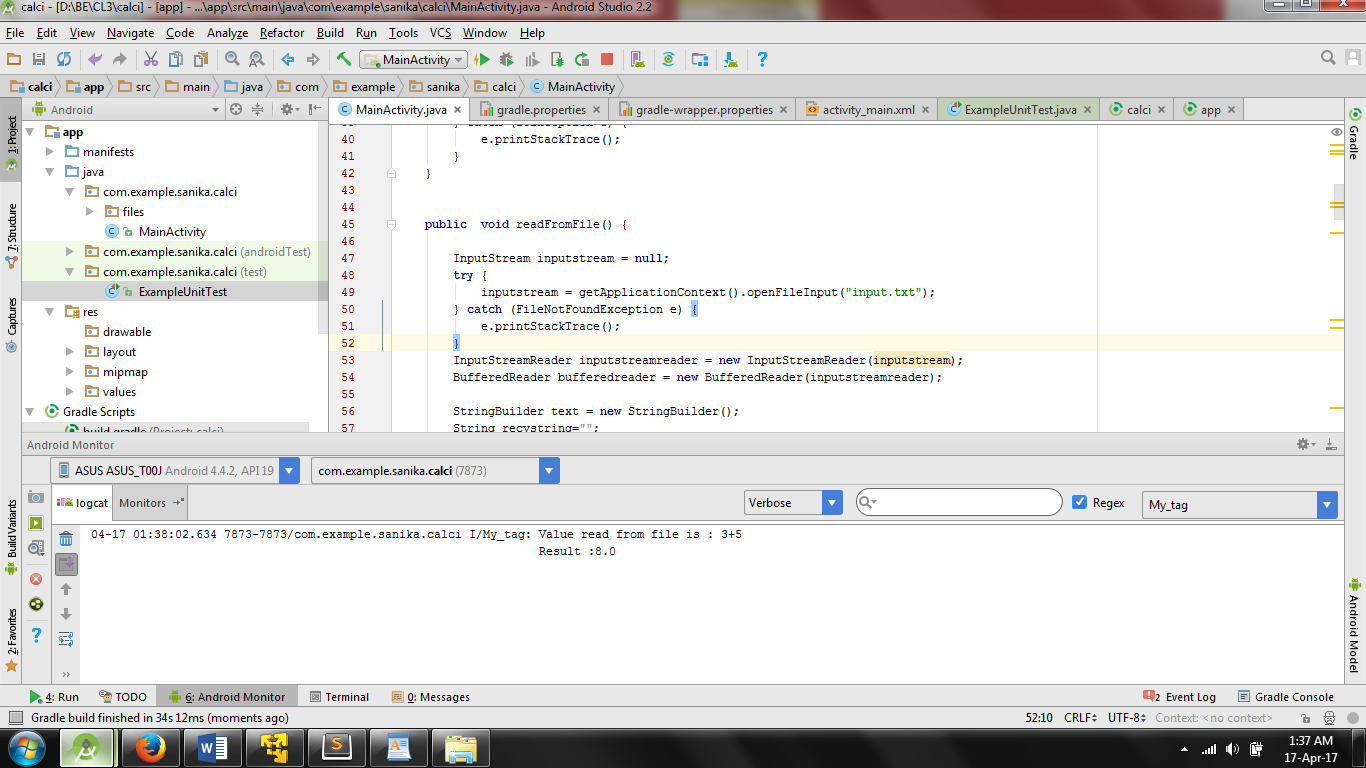 calci - [D:\BE\CL3\calci] - [app] - ...\app\src\main\java\com\example\sanika\calci\MainActivity.java - Android Studio 2.2
File Edit View Navigate Code Analyze Refactor Build Run Tools VCS Window Help
MainActivity
calci app src main java com example sanika calci MainActivity
Android
MainActivity.java gradle.properties gradle-wrapper.properties activity_main.xml ExampleUnitTest.java calci app
1: Project
7: Structure
Captures
Build Variants
2: Favorites
app
manifests
java
com.example.sanika.calci
files
MainActivity
com.example.sanika.calci (androidTest)
com.example.sanika.calci (test)
ExampleUnitTest
res
drawable
layout
mipmap
values
Gradle Scripts
build.gradle (Project: calci)
40 e.printStackTrace();
41 }
42 }
43
44
45 public void readFromFile() {
46
47 InputStream inputstream = null;
48 try {
49 inputstream = getApplicationContext().openFileInput("input.txt");
50 } catch (FileNotFoundException e) {
51 e.printStackTrace();
52 }
53 InputStreamReader inputstreamreader = new InputStreamReader(inputstream);
54 BufferedReader bufferedreader = new BufferedReader(inputstreamreader);
55
56 StringBuilder text = new StringBuilder();
57 String recvstring="";
Gradle
Android Model
Android Monitor
ASUS ASUS_T00J Android 4.4.2, API 19 com.example.sanika.calci (7873)
logcat Monitors Verbose Regex My_tag
04-17 01:38:02.634 7873-7873/com.example.sanika.calci I/My_tag: Value read from file is : 3+5
Result :8.0
4: Run TODO 6: Android Monitor Terminal 0: Messages 2 Event Log Gradle Console
Gradle build finished in 34s 12ms (moments ago) 52:10 CRLF UTF-8 Context: <no context>
1:37 AM
17-Apr-17